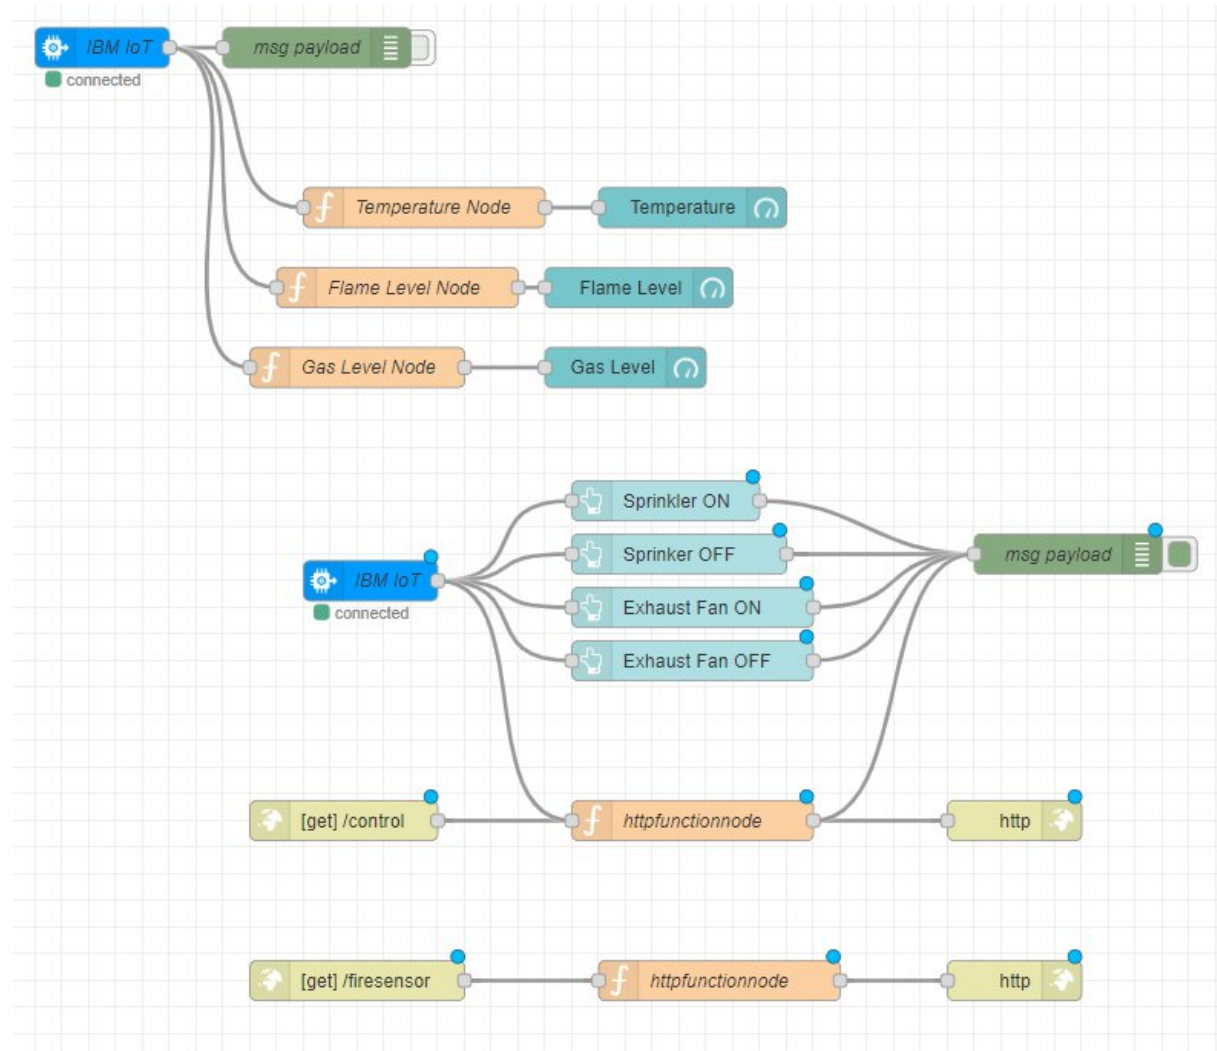 IBM IoT
msg payload
connected
Temperature Node
Temperature
Flame Level Node
Flame Level
Gas Level Node
Gas Level
Sprinkler ON
Sprinker OFF
msg payload
IBM IoT
connected
Exhaust Fan ON
Exhaust Fan OFF
[get] /control
httpfunctionnode
http
[get] /firesensor
httpfunctionnode
http